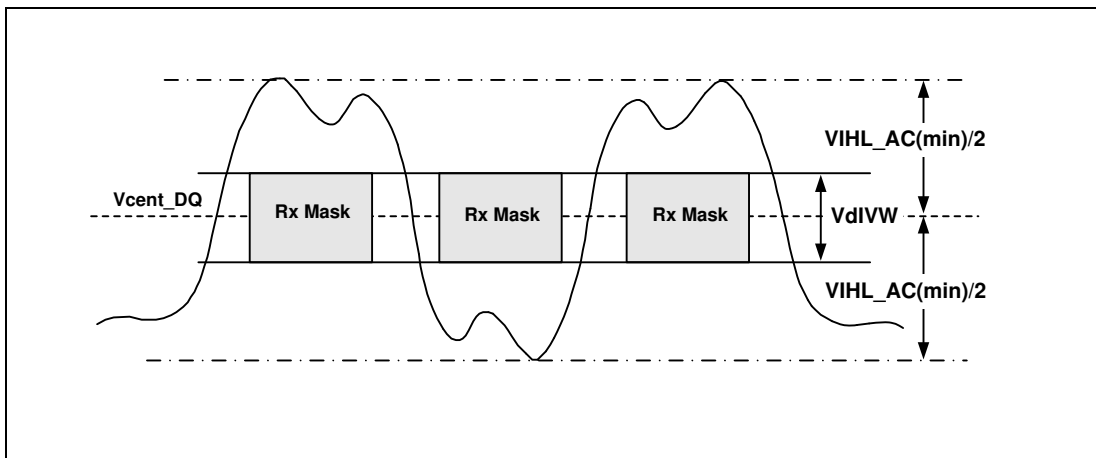 VIHL_AC(min)/2
Vcent_DQ
Rx Mask
Rx Mask
Rx Mask
VdIVW
VIHL_AC(min)/2